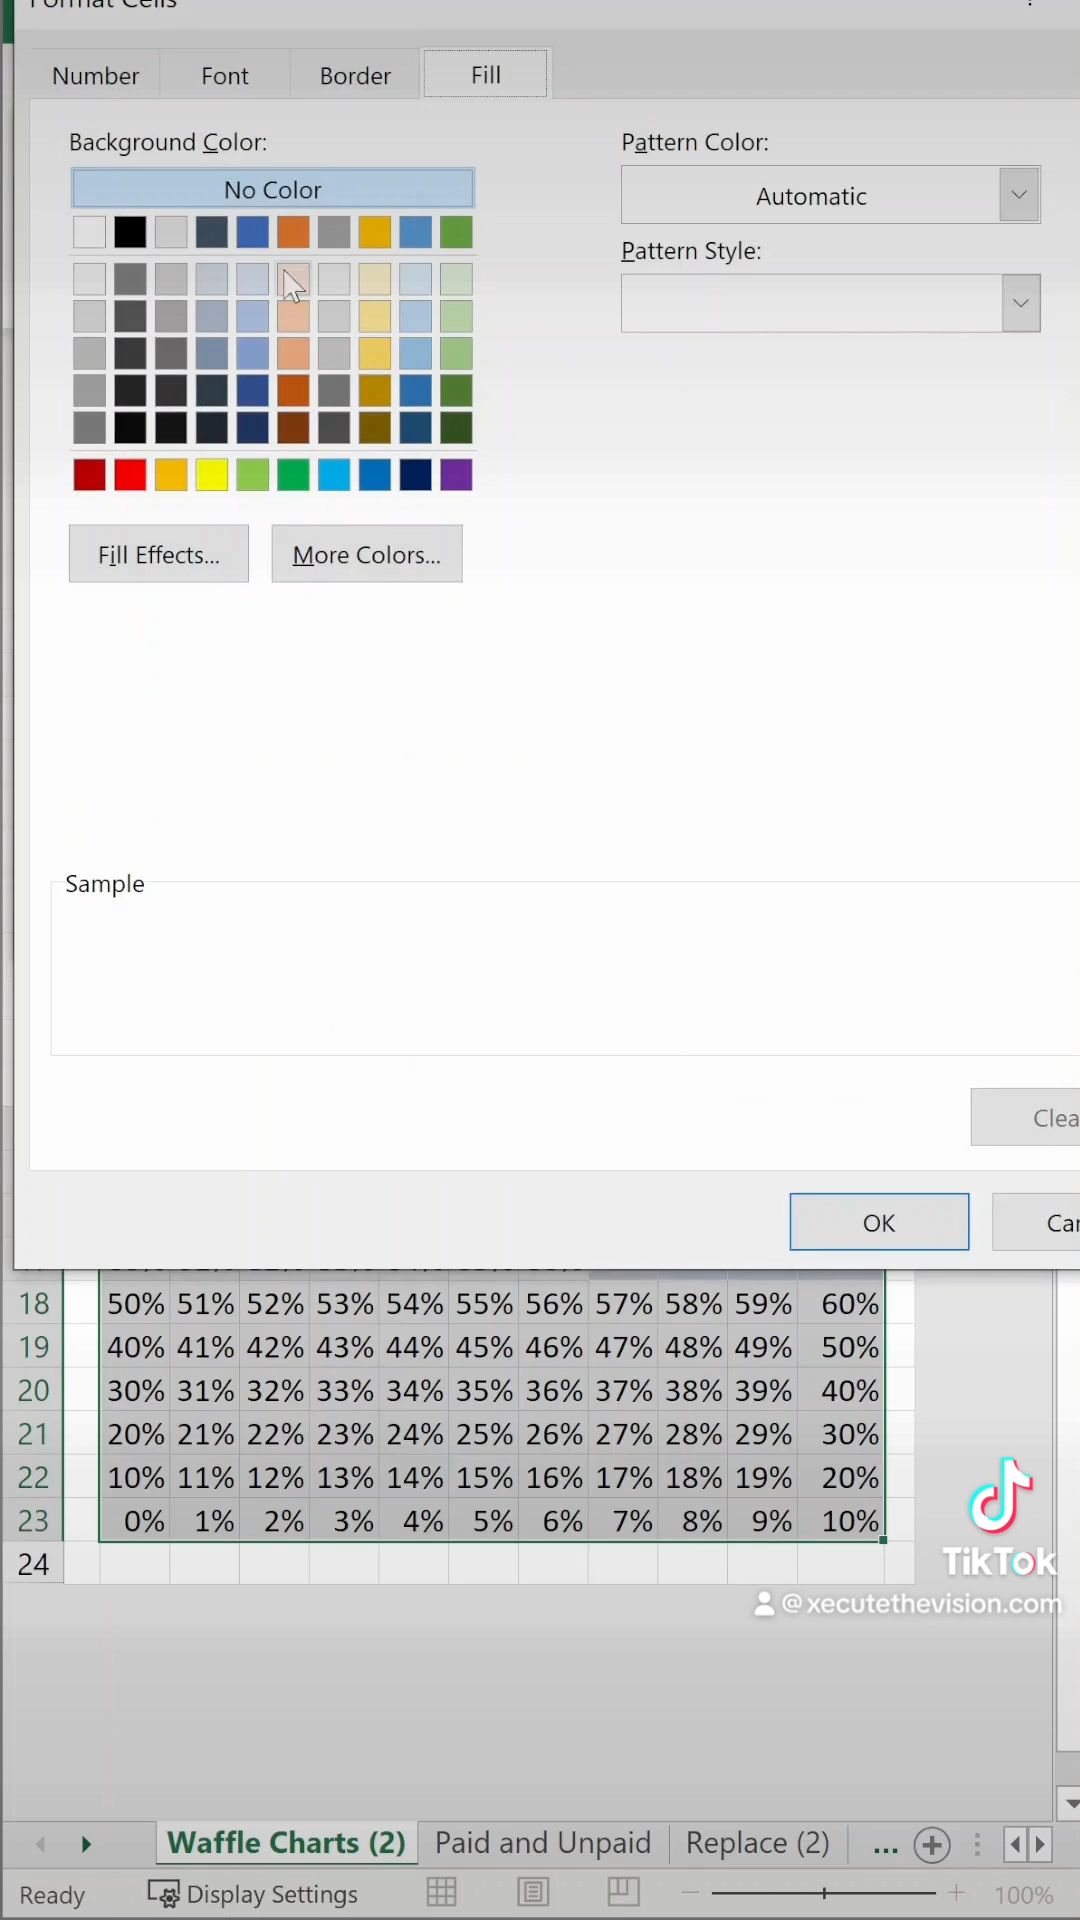 Format Cells
?
Number Font Border Fill
Background Color: Pattern Color:
No Color Automatic
Pattern Style:
Fill Effects... More Colors...
Sample
Clea
OK Can
18 50% 51% 52% 53% 54% 55% 56% 57% 58% 59% 60%
19 40% 41% 42% 43% 44% 45% 46% 47% 48% 49% 50%
20 30% 31% 32% 33% 34% 35% 36% 37% 38% 39% 40%
21 20% 21% 22% 23% 24% 25% 26% 27% 28% 29% 30%
22 10% 11% 12% 13% 14% 15% 16% 17% 18% 19% 20%
23 0% 1% 2% 3% 4% 5% 6% 7% 8% 9% 10%
24
TikTok
@xecutethevision.com
Waffle Charts (2) Paid and Unpaid Replace (2) ...
Ready Display Settings 100%